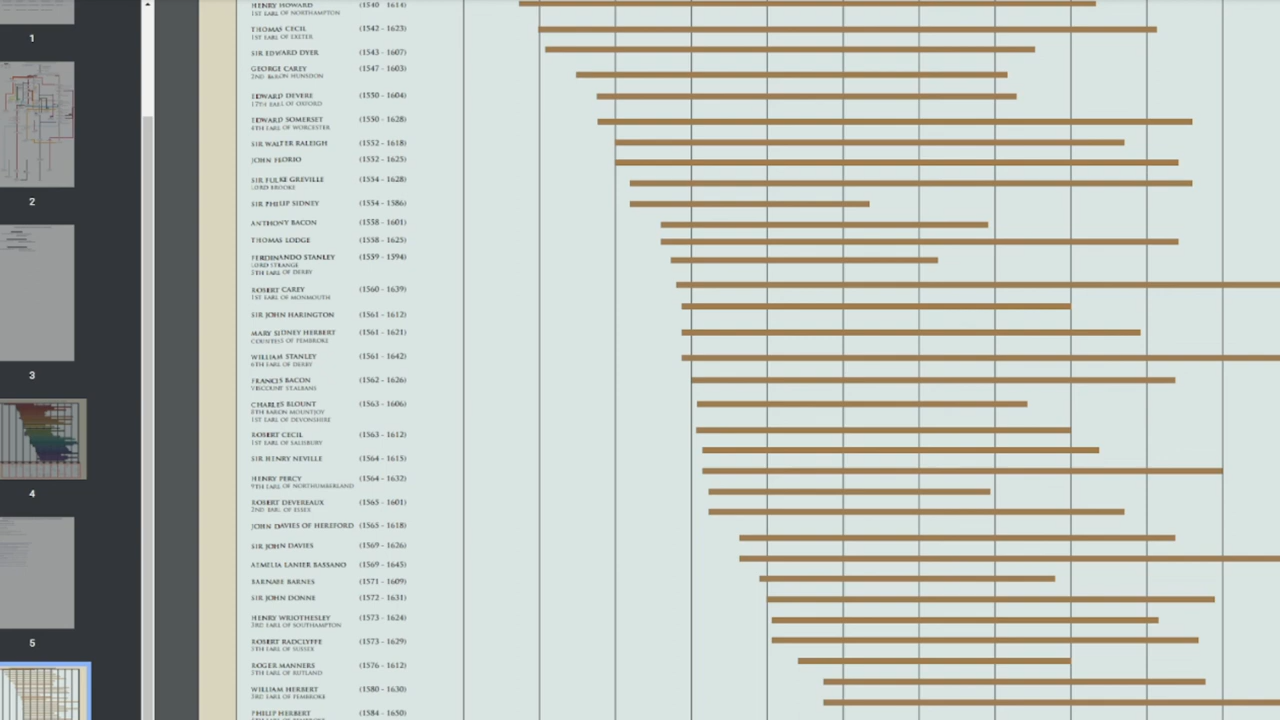 1
2
3
4
5
HENRY HOWARD (1540 - 1614)
1ST EARL OF NORTHAMPTON
THOMAS CECIL (1542 - 1623)
1ST EARL OF EXETER
SIR EDWARD DYER (1543 - 1607)
GEORGE CAREY (1547 - 1603)
2ND BARON HUNSDON
EDWARD DEVERE (1550 - 1604)
17TH EARL OF OXFORD
EDWARD SOMERSET (1550 - 1628)
4TH EARL OF WORCESTER
SIR WALTER RALEIGH (1552 - 1618)
JOHN FLORIO (1552 - 1625)
SIR FULKE GREVILLE (1554 - 1628)
LORD BROOKE
SIR PHILIP SIDNEY (1554 - 1586)
ANTHONY BACON (1558 - 1601)
THOMAS LODGE (1558 - 1625)
FERDINANDO STANLEY (1559 - 1594)
LORD STRANGE
5TH EARL OF DERBY
ROBERT CAREY (1560 - 1639)
1ST EARL OF MONMOUTH
SIR JOHN HARINGTON (1561 - 1612)
MARY SIDNEY HERBERT (1561 - 1621)
COUNTESS OF PEMBROKE
WILLIAM STANLEY (1561 - 1642)
6TH EARL OF DERBY
FRANCIS BACON (1562 - 1626)
VISCOUNT ST.ALBANS
CHARLES BLOUNT (1563 - 1606)
8TH BARON MOUNTJOY
1ST EARL OF DEVONSHIRE
ROBERT CECIL (1563 - 1612)
1ST EARL OF SALISBURY
SIR HENRY NEVILLE (1564 - 1615)
HENRY PERCY (1564 - 1632)
9TH EARL OF NORTHUMBERLAND
ROBERT DEVEREAUX (1565 - 1601)
2ND EARL OF ESSEX
JOHN DAVIES OF HEREFORD (1565 - 1618)
SIR JOHN DAVIES (1569 - 1626)
AEMELIA LANIER BASSANO (1569 - 1645)
BARNABE BARNES (1571 - 1609)
SIR JOHN DONNE (1572 - 1631)
HENRY WRIOTHESLEY (1573 - 1624)
3RD EARL OF SOUTHAMPTON
ROBERT RADCLYFFE (1573 - 1629)
5TH EARL OF SUSSEX
ROGER MANNERS (1576 - 1612)
5TH EARL OF RUTLAND
WILLIAM HERBERT (1580 - 1630)
3RD EARL OF PEMBROKE
PHILIP HERBERT (1584 - 1650)